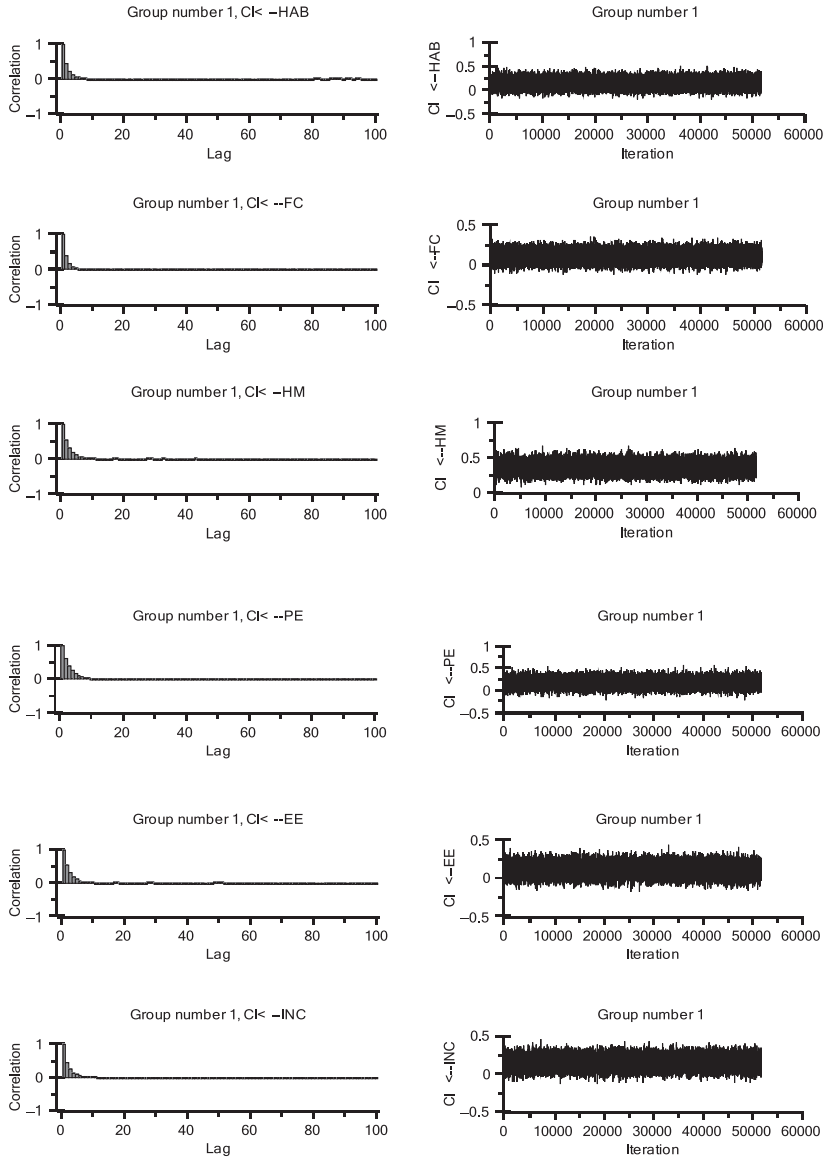 Group number 1, CI< –HAB
Correlation
1
0
–1
0 20 40 60 80 100
Lag
Group number 1
CI <–HAB
1
0.5
0
–0.5
0 10000 20000 30000 40000 50000 60000
Iteration
Group number 1, CI< --FC
Correlation
1
0
–1
0 20 40 60 80 100
Lag
Group number 1
CI <--FC
0.5
0
–0.5
0 10000 20000 30000 40000 50000 60000
Iteration
Group number 1, CI< –HM
Correlation
1
0
–1
0 20 40 60 80 100
Lag
Group number 1
CI <--HM
1
0.5
0
0 10000 20000 30000 40000 50000 60000
Iteration
Group number 1, CI< --PE
Correlation
1
0
–1
0 20 40 60 80 100
Lag
Group number 1
CI <--PE
1
0.5
0
–0.5
0 10000 20000 30000 40000 50000 60000
Iteration
Group number 1, CI< --EE
Correlation
1
0
–1
0 20 40 60 80 100
Lag
Group number 1
CI <–EE
0.5
0
–0.5
0 10000 20000 30000 40000 50000 60000
Iteration
Group number 1, CI< –INC
Correlation
1
0
–1
0 20 40 60 80 100
Lag
Group number 1
CI <--INC
0.5
0
–0.5
0 10000 20000 30000 40000 50000 60000
Iteration